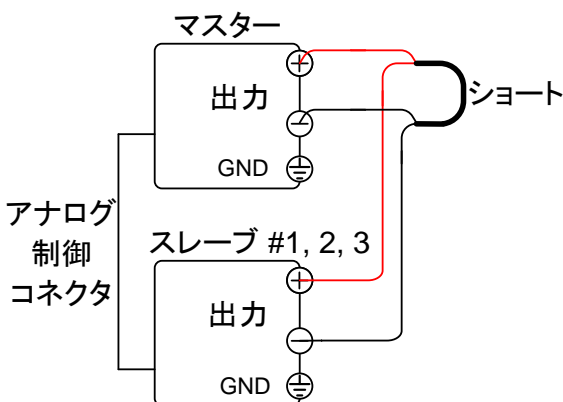 マスター
出力
ショート
GND
アナログ
制御
コネクタ
スレーブ #1, 2, 3
出力
GND